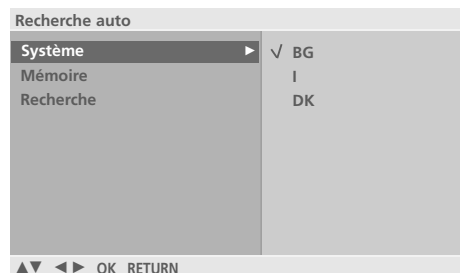 Recherche auto
Système ►
Mémoire
Recherche
√ BG
I
DK
▲▼ ◄► OK RETURN